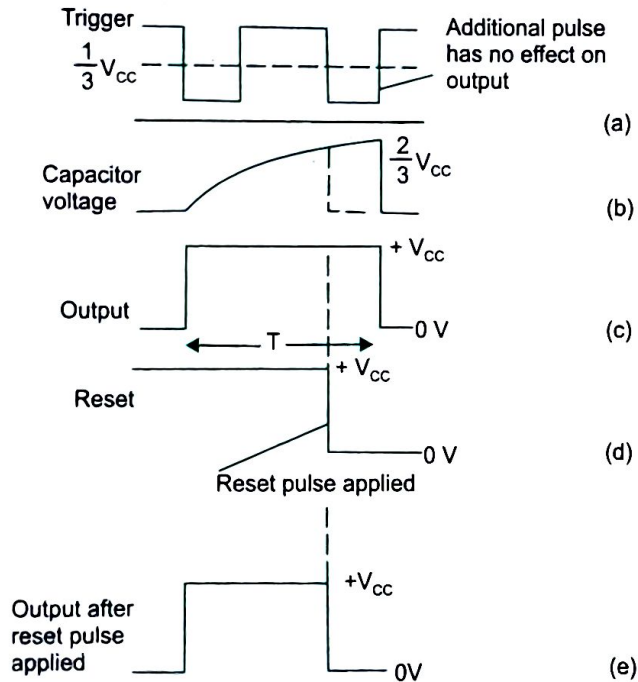 Trigger
Additional pulse
has no effect on
output
1/3 VCC
(a)
Capacitor
voltage
2/3 VCC
(b)
+ VCC
Output
0 V
(c)
T
+ VCC
Reset
0 V
(d)
Reset pulse applied
+VCC
Output after
reset pulse
applied
0V
(e)